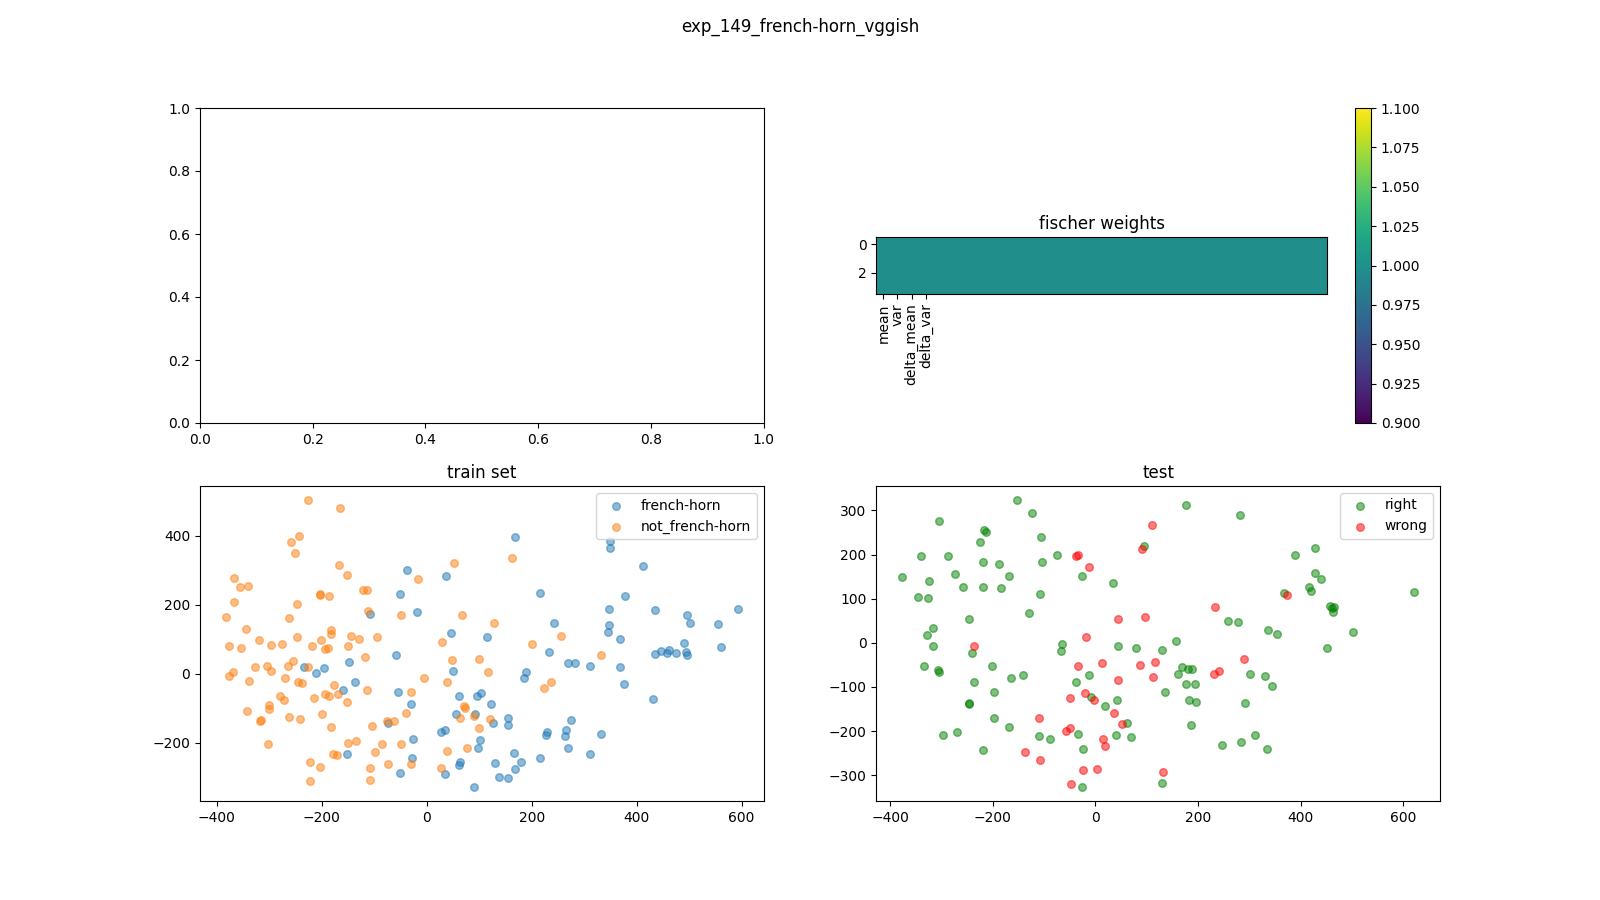 exp_149_french-horn_vggish
1.0
0.8
0.6
0.4
0.2
0.0
0.0 0.2 0.4 0.6 0.8 1.0
fischer weights
0
2
mean var delta_mean delta_var
1.100
1.075
1.050
1.025
1.000
0.975
0.950
0.925
0.900
train set
french-horn
not_french-horn
400
200
0
−200
−400 −200 0 200 400 600
test
right
wrong
300
200
100
0
−100
−200
−300
−400 −200 0 200 400 600